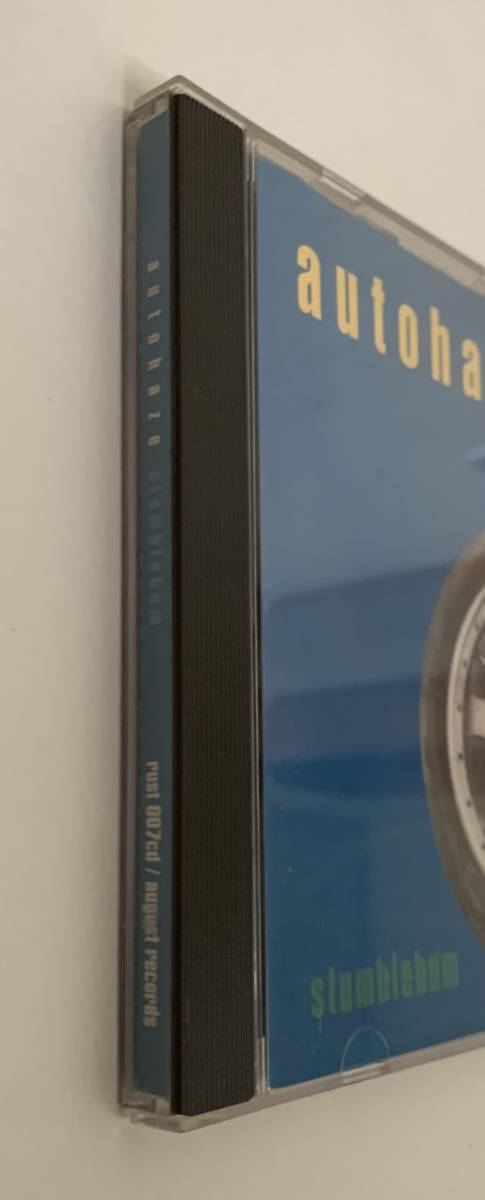 autohaze stumblebum
rust 007cd / august records
autoha
stumblebum